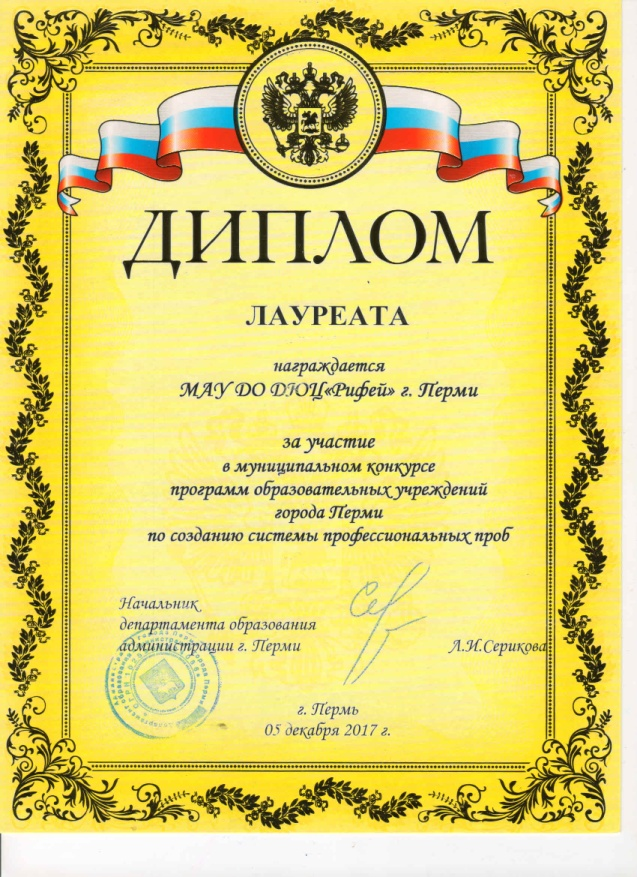 ДИПЛОМ
ЛАУРЕАТА
награждается
МАУ ДО ДЮЦ«Рифей» г. Перми
за участие
в муниципальном конкурсе
программ образовательных учреждений
города Перми
по созданию системы профессиональных проб
Начальник
департамента образования
администрации г. Перми
Л.И.Серикова
г. Пермь
05 декабря 2017 г.